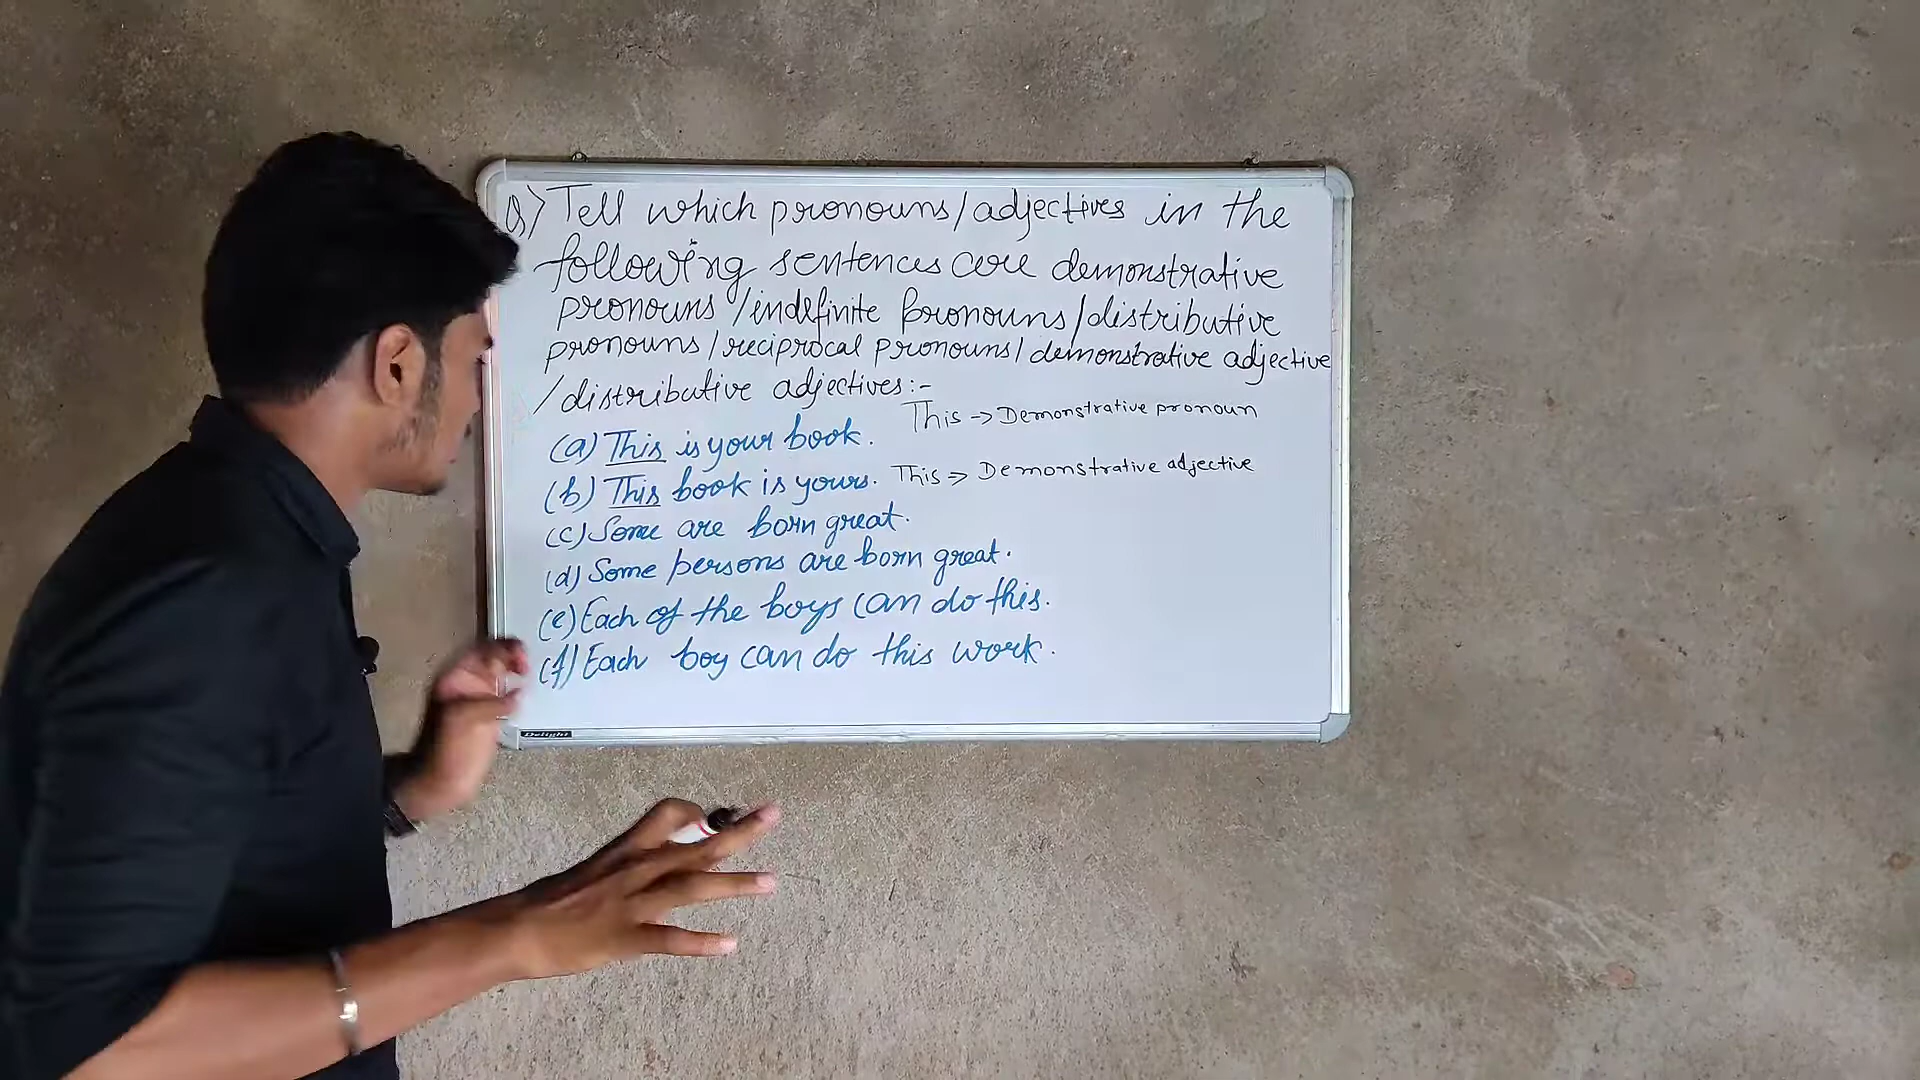 Q) Tell which pronouns/adjectives in the
following sentences are demonstrative
pronouns/indefinite pronouns/distributive
pronouns/reciprocal pronouns/demonstrative adjective
/distributive adjectives:-
(a) This is your book. This → Demonstrative pronoun
(b) This book is yours. This → Demonstrative adjective
(c) Some are born great.
(d) Some persons are born great.
(e) Each of the boys can do this.
(f) Each boy can do this work.
Delight